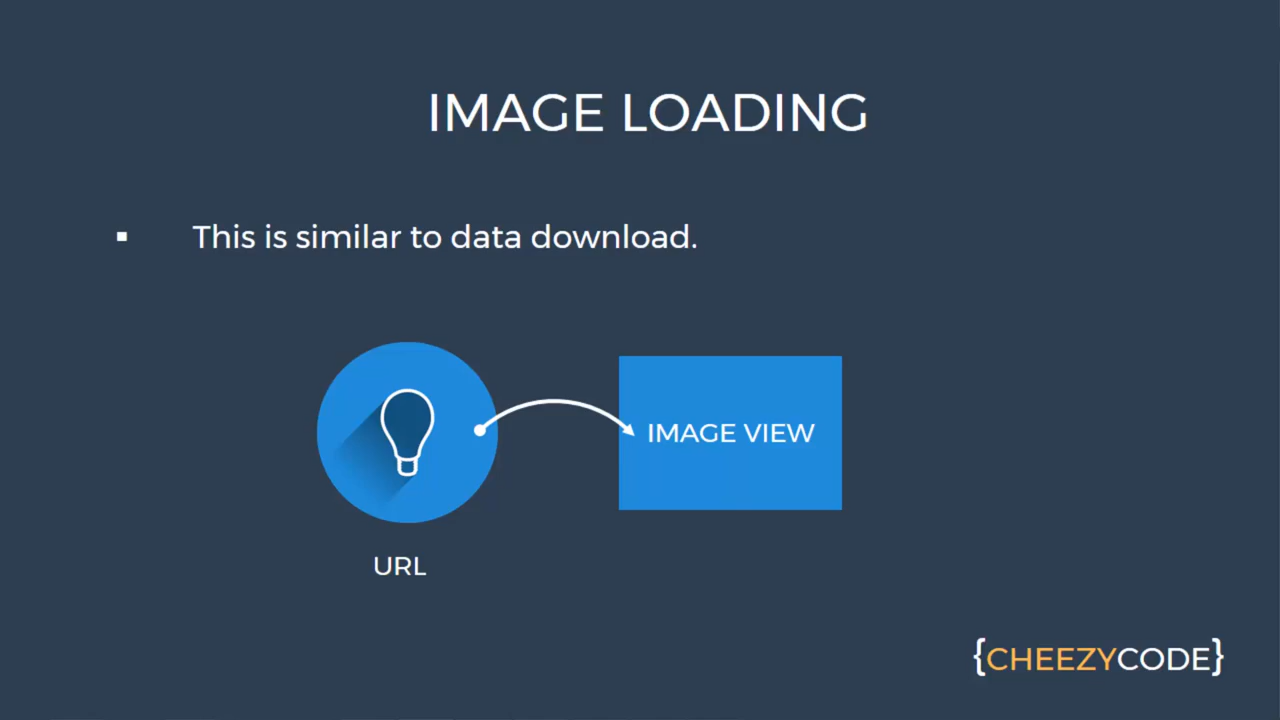 IMAGE LOADING
▪ This is similar to data download.
IMAGE VIEW
URL
{CHEEZYCODE}